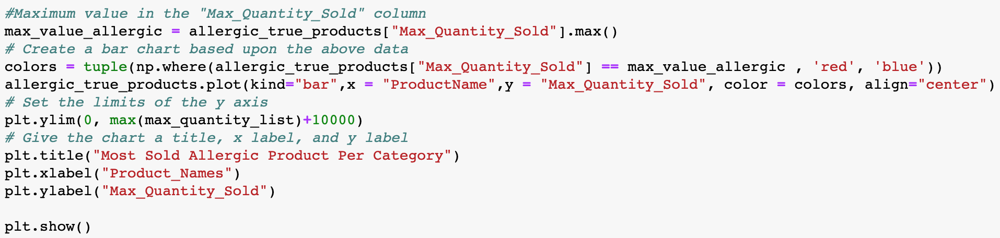 #Maximum value in the "Max_Quantity_Sold" column
max_value_allergic = allergic_true_products["Max_Quantity_Sold"].max()
# Create a bar chart based upon the above data
colors = tuple(np.where(allergic_true_products["Max_Quantity_Sold"] == max_value_allergic , 'red', 'blue'))
allergic_true_products.plot(kind="bar",x = "ProductName",y = "Max_Quantity_Sold", color = colors, align="center")
# Set the limits of the y axis
plt.ylim(0, max(max_quantity_list)+10000)
# Give the chart a title, x label, and y label
plt.title("Most Sold Allergic Product Per Category")
plt.xlabel("Product_Names")
plt.ylabel("Max_Quantity_Sold")
plt.show()